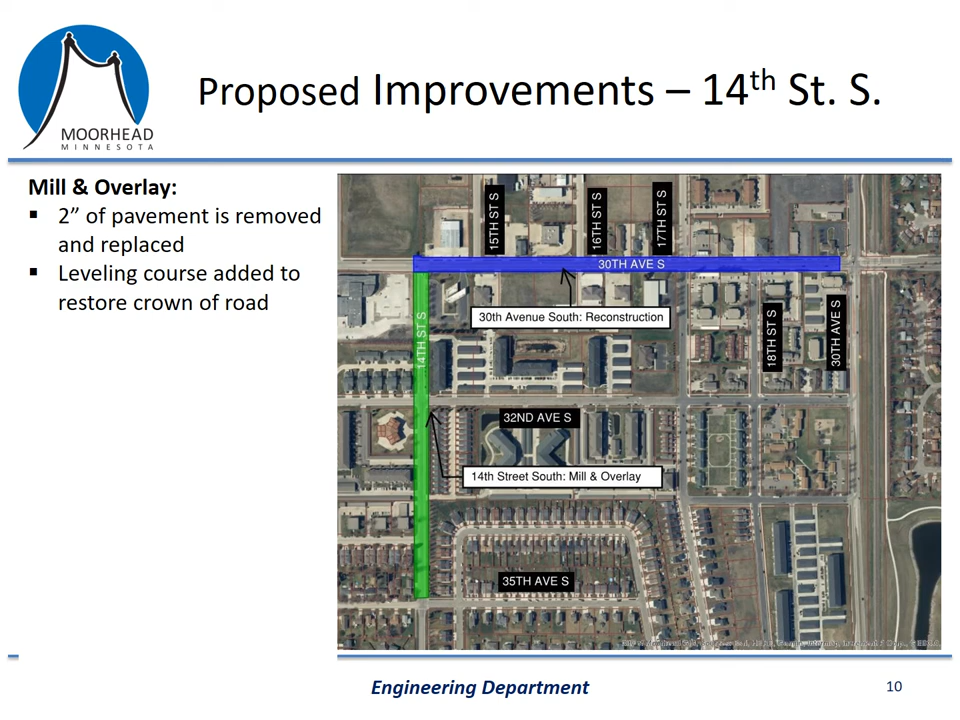 MOORHEAD
MINNESOTA
Proposed Improvements – 14th St. S.
Mill & Overlay:
▪ 2” of pavement is removed
and replaced
▪ Leveling course added to
restore crown of road
15TH ST S
16TH ST S
17TH ST S
30TH AVE S
30th Avenue South: Reconstruction
14TH ST S
18TH ST S
30TH AVE S
32ND AVE S
14th Street South: Mill & Overlay
35TH AVE S
Engineering Department
10